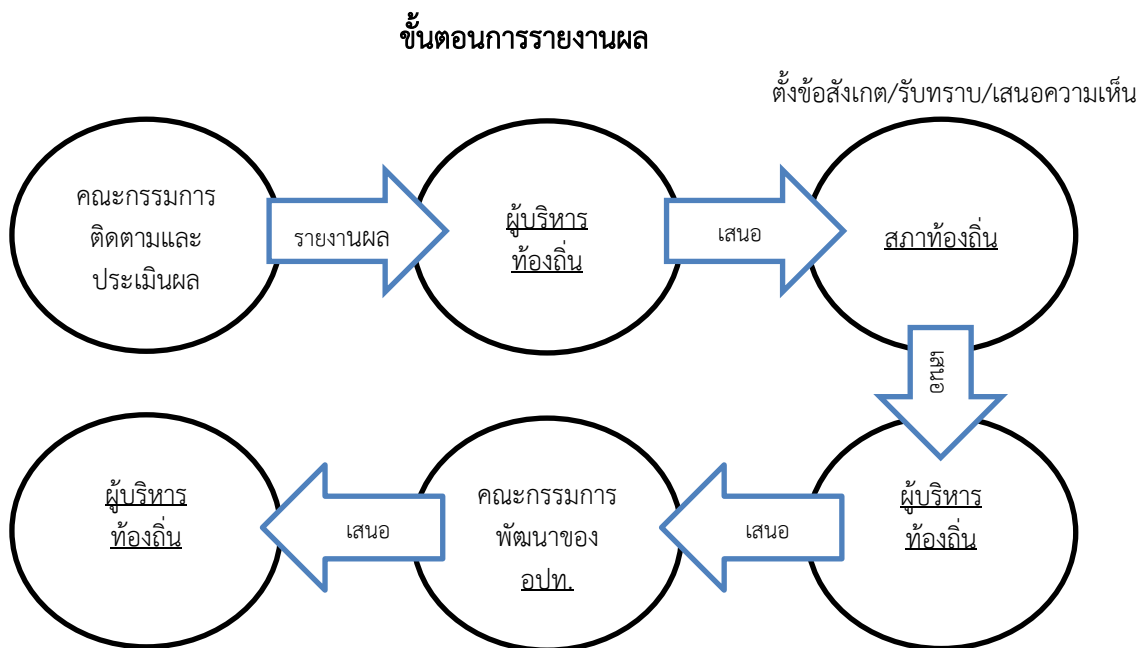 ขั้นตอนการรายงานผล
ตั้งข้อสังเกต/รับทราบ/เสนอความเห็น
คณะกรรมการ
ติดตามและ
ประเมินผล
รายงานผล
ผู้บริหาร
ท้องถิ่น
เสนอ
สภาท้องถิ่น
เสนอ
ผู้บริหาร
ท้องถิ่น
เสนอ
คณะกรรมการ
พัฒนาของ
อปท.
เสนอ
ผู้บริหาร
ท้องถิ่น